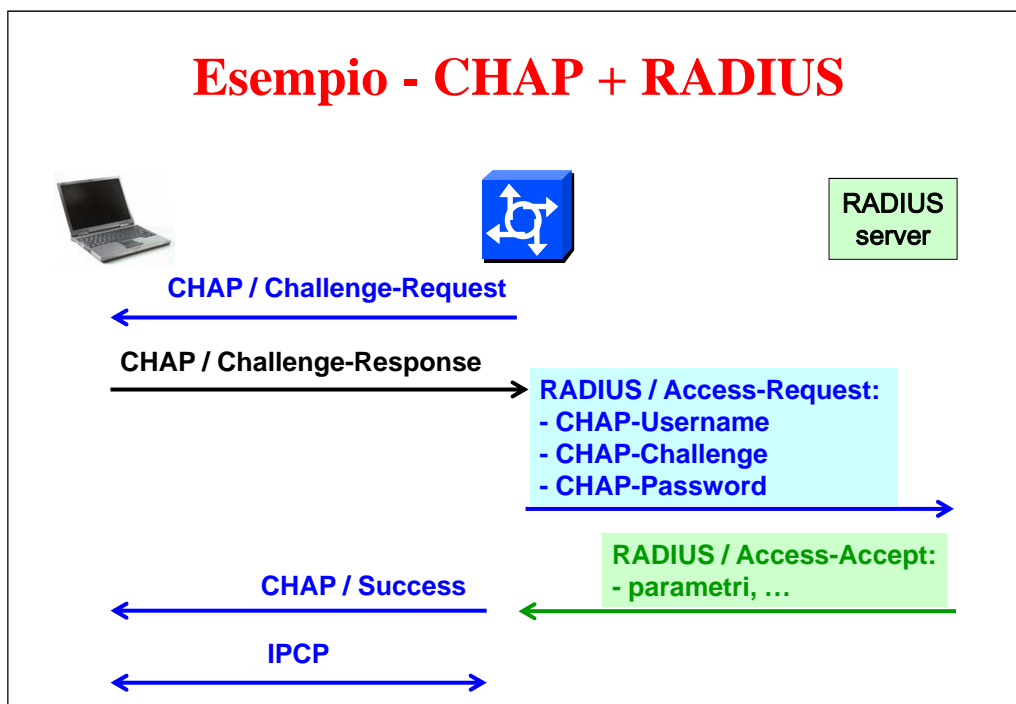 Esempio - CHAP + RADIUS
RADIUS
server
CHAP / Challenge-Request
CHAP / Challenge-Response
RADIUS / Access-Request:
- CHAP-Username
- CHAP-Challenge
- CHAP-Password
RADIUS / Access-Accept:
- parametri, …
CHAP / Success
IPCP